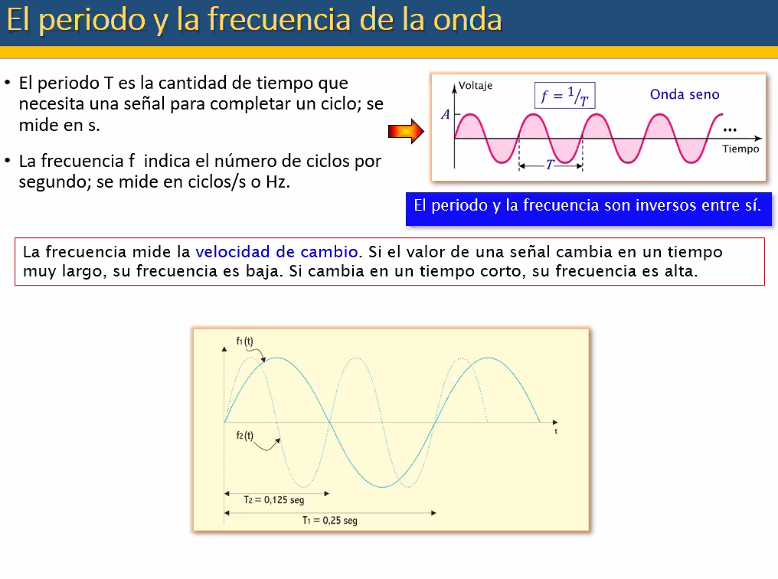 El periodo y la frecuencia de la onda
• El periodo T es la cantidad de tiempo que
necesita una señal para completar un ciclo; se
mide en s.
• La frecuencia f indica el número de ciclos por
segundo; se mide en ciclos/s o Hz.
Voltaje
f = 1/T
Onda seno
A
...
Tiempo
T
El periodo y la frecuencia son inversos entre sí.
La frecuencia mide la velocidad de cambio. Si el valor de una señal cambia en un tiempo
muy largo, su frecuencia es baja. Si cambia en un tiempo corto, su frecuencia es alta.
f1(t)
t
f2(t)
T2 = 0,125 seg
T1 = 0,25 seg